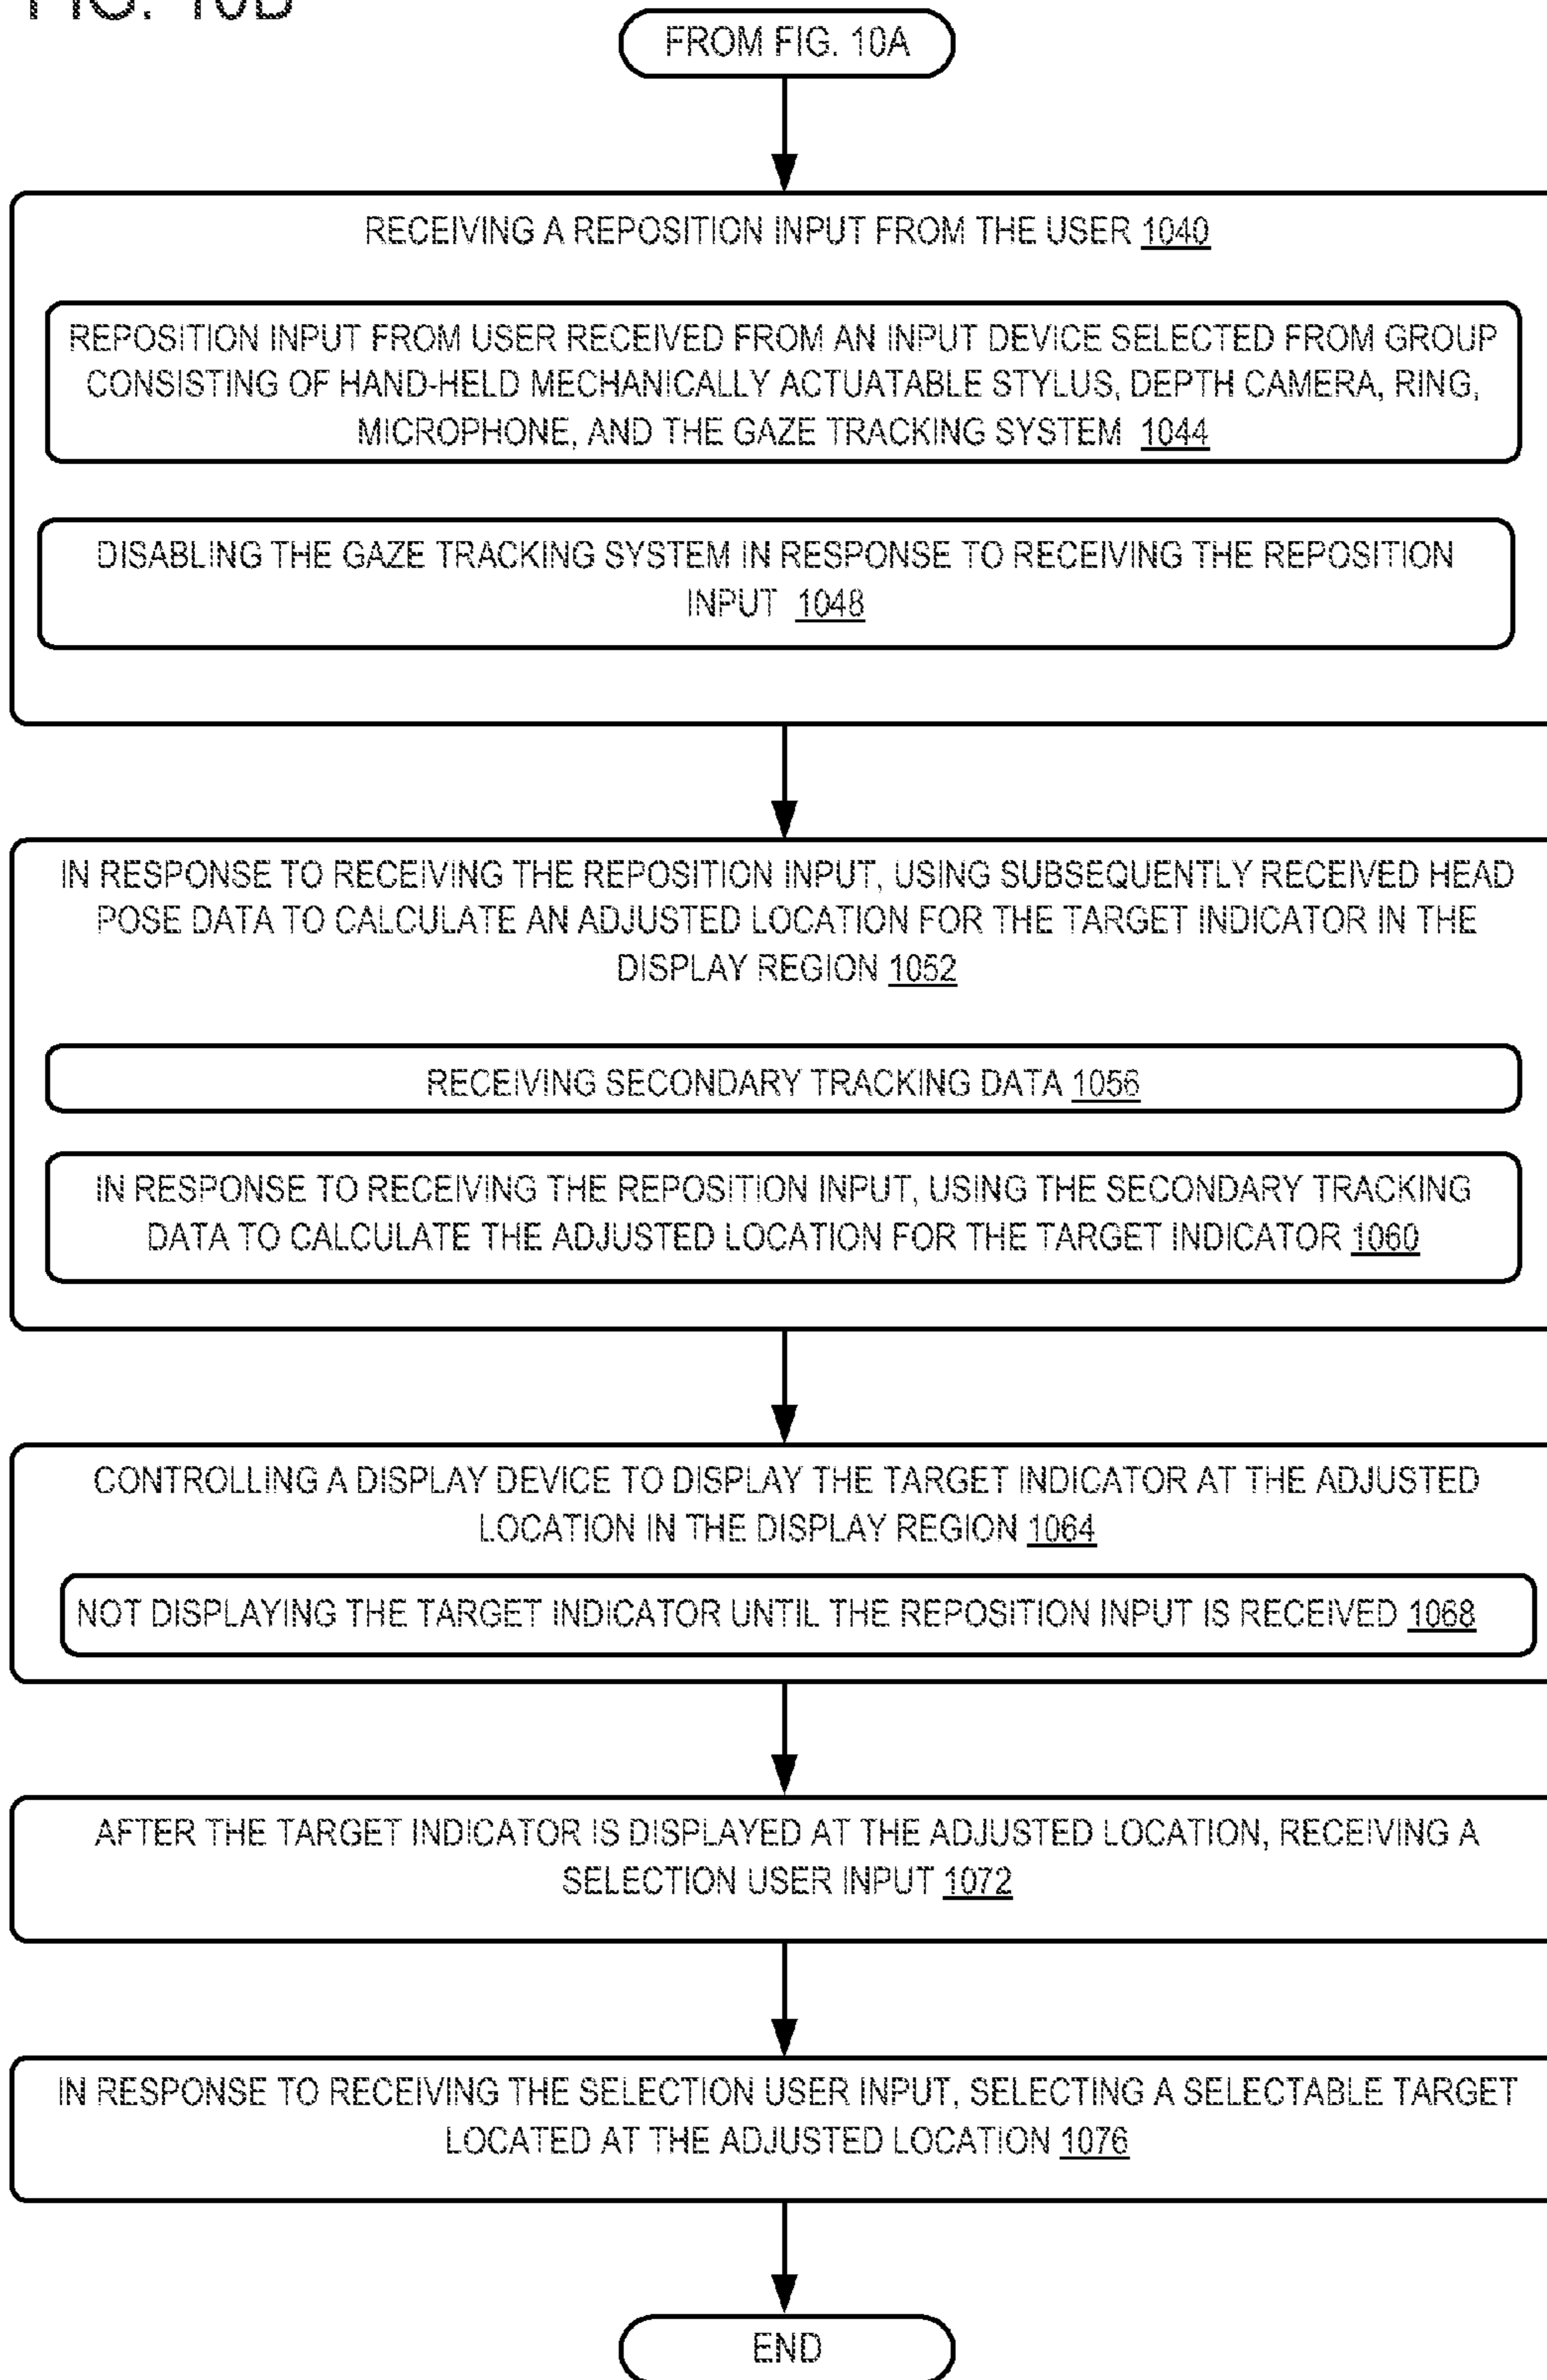 FIG. 10B
FROM FIG. 10A
RECEIVING A REPOSITION INPUT FROM THE USER 1040
REPOSITION INPUT FROM USER RECEIVED FROM AN INPUT DEVICE SELECTED FROM GROUP
CONSISTING OF HAND-HELD MECHANICALLY ACTUATABLE STYLUS, DEPTH CAMERA, RING,
MICROPHONE, AND THE GAZE TRACKING SYSTEM 1044
DISABLING THE GAZE TRACKING SYSTEM IN RESPONSE TO RECEIVING THE REPOSITION
INPUT 1048
IN RESPONSE TO RECEIVING THE REPOSITION INPUT, USING SUBSEQUENTLY RECEIVED HEAD
POSE DATA TO CALCULATE AN ADJUSTED LOCATION FOR THE TARGET INDICATOR IN THE
DISPLAY REGION 1052
RECEIVING SECONDARY TRACKING DATA 1056
IN RESPONSE TO RECEIVING THE REPOSITION INPUT, USING THE SECONDARY TRACKING
DATA TO CALCULATE THE ADJUSTED LOCATION FOR THE TARGET INDICATOR 1060
CONTROLLING A DISPLAY DEVICE TO DISPLAY THE TARGET INDICATOR AT THE ADJUSTED
LOCATION IN THE DISPLAY REGION 1064
NOT DISPLAYING THE TARGET INDICATOR UNTIL THE REPOSITION INPUT IS RECEIVED 1068
AFTER THE TARGET INDICATOR IS DISPLAYED AT THE ADJUSTED LOCATION, RECEIVING A
SELECTION USER INPUT 1072
IN RESPONSE TO RECEIVING THE SELECTION USER INPUT, SELECTING A SELECTABLE TARGET
LOCATED AT THE ADJUSTED LOCATION 1076
END